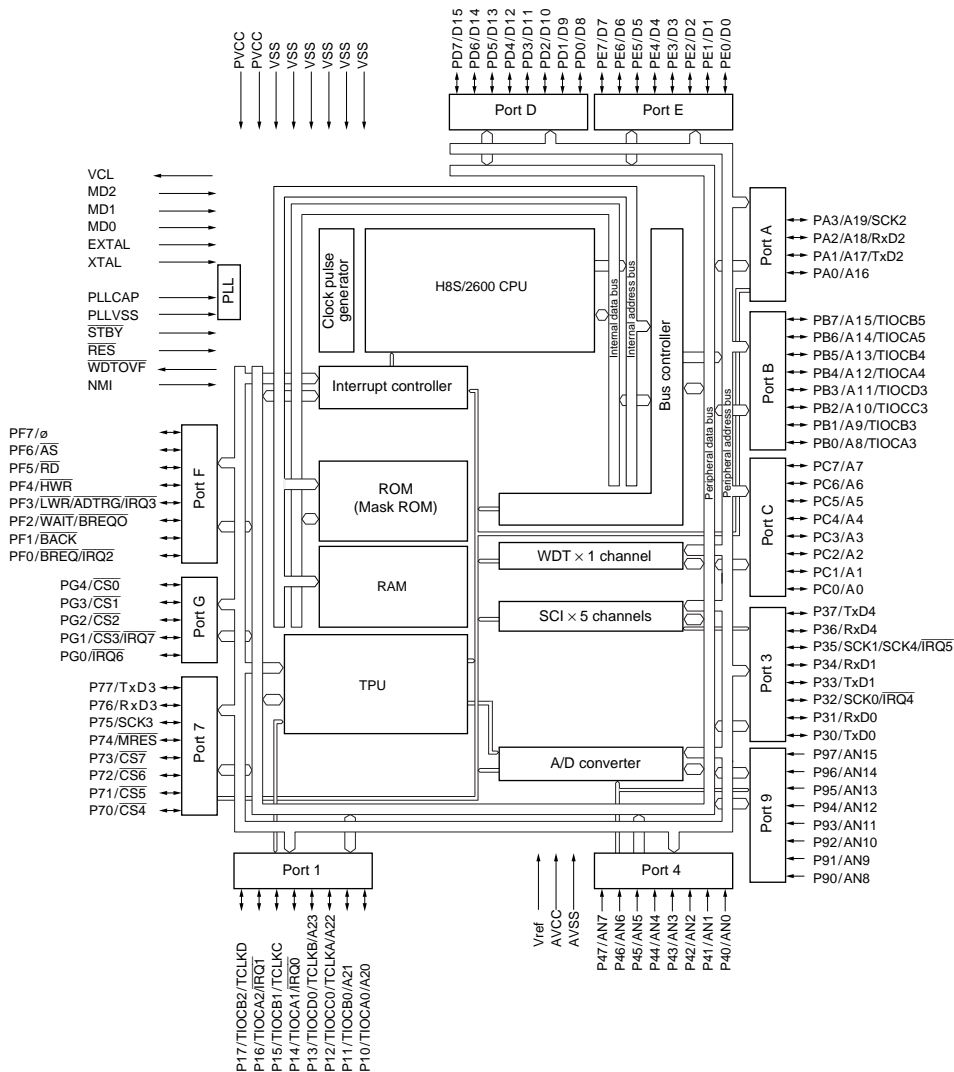 PVCC
PVCC
VSS
VSS
VSS
VSS
VSS
VSS
PD7/D15
PD6/D14
PD5/D13
PD4/D12
PD3/D11
PD2/D10
PD1/D9
PD0/D8
PE7/D7
PE6/D6
PE5/D5
PE4/D4
PE3/D3
PE2/D2
PE1/D1
PE0/D0
Port D
Port E
VCL
MD2
MD1
MD0
EXTAL
XTAL
PLLCAP
PLLVSS
STBY
RES
WDTOVF
NMI
PLL
Clock pulse
generator
H8S/2600 CPU
Internal data bus
Internal address bus
Bus controller
Peripheral data bus
Peripheral address bus
Interrupt controller
ROM
(Mask ROM)
RAM
TPU
WDT × 1 channel
SCI × 5 channels
A/D converter
Port A
PA3/A19/SCK2
PA2/A18/RxD2
PA1/A17/TxD2
PA0/A16
Port B
PB7/A15/TIOCB5
PB6/A14/TIOCA5
PB5/A13/TIOCB4
PB4/A12/TIOCA4
PB3/A11/TIOCD3
PB2/A10/TIOCC3
PB1/A9/TIOCB3
PB0/A8/TIOCA3
Port C
PC7/A7
PC6/A6
PC5/A5
PC4/A4
PC3/A3
PC2/A2
PC1/A1
PC0/A0
Port 3
P37/TxD4
P36/RxD4
P35/SCK1/SCK4/IRQ5
P34/RxD1
P33/TxD1
P32/SCK0/IRQ4
P31/RxD0
P30/TxD0
Port 9
P97/AN15
P96/AN14
P95/AN13
P94/AN12
P93/AN11
P92/AN10
P91/AN9
P90/AN8
PF7/ø
PF6/AS
PF5/RD
PF4/HWR
PF3/LWR/ADTRG/IRQ3
PF2/WAIT/BREQO
PF1/BACK
PF0/BREQ/IRQ2
Port F
PG4/CS0
PG3/CS1
PG2/CS2
PG1/CS3/IRQ7
PG0/IRQ6
Port G
P77/TxD3
P76/RxD3
P75/SCK3
P74/MRES
P73/CS7
P72/CS6
P71/CS5
P70/CS4
Port 7
Port 1
P17/TIOCB2/TCLKD
P16/TIOCA2/IRQ1
P15/TIOCB1/TCLKC
P14/TIOCA1/IRQ0
P13/TIOCD0/TCLKB/A23
P12/TIOCC0/TCLKA/A22
P11/TIOCB0/A21
P10/TIOCA0/A20
Vref
AVCC
AVSS
Port 4
P47/AN7
P46/AN6
P45/AN5
P44/AN4
P43/AN3
P42/AN2
P41/AN1
P40/AN0